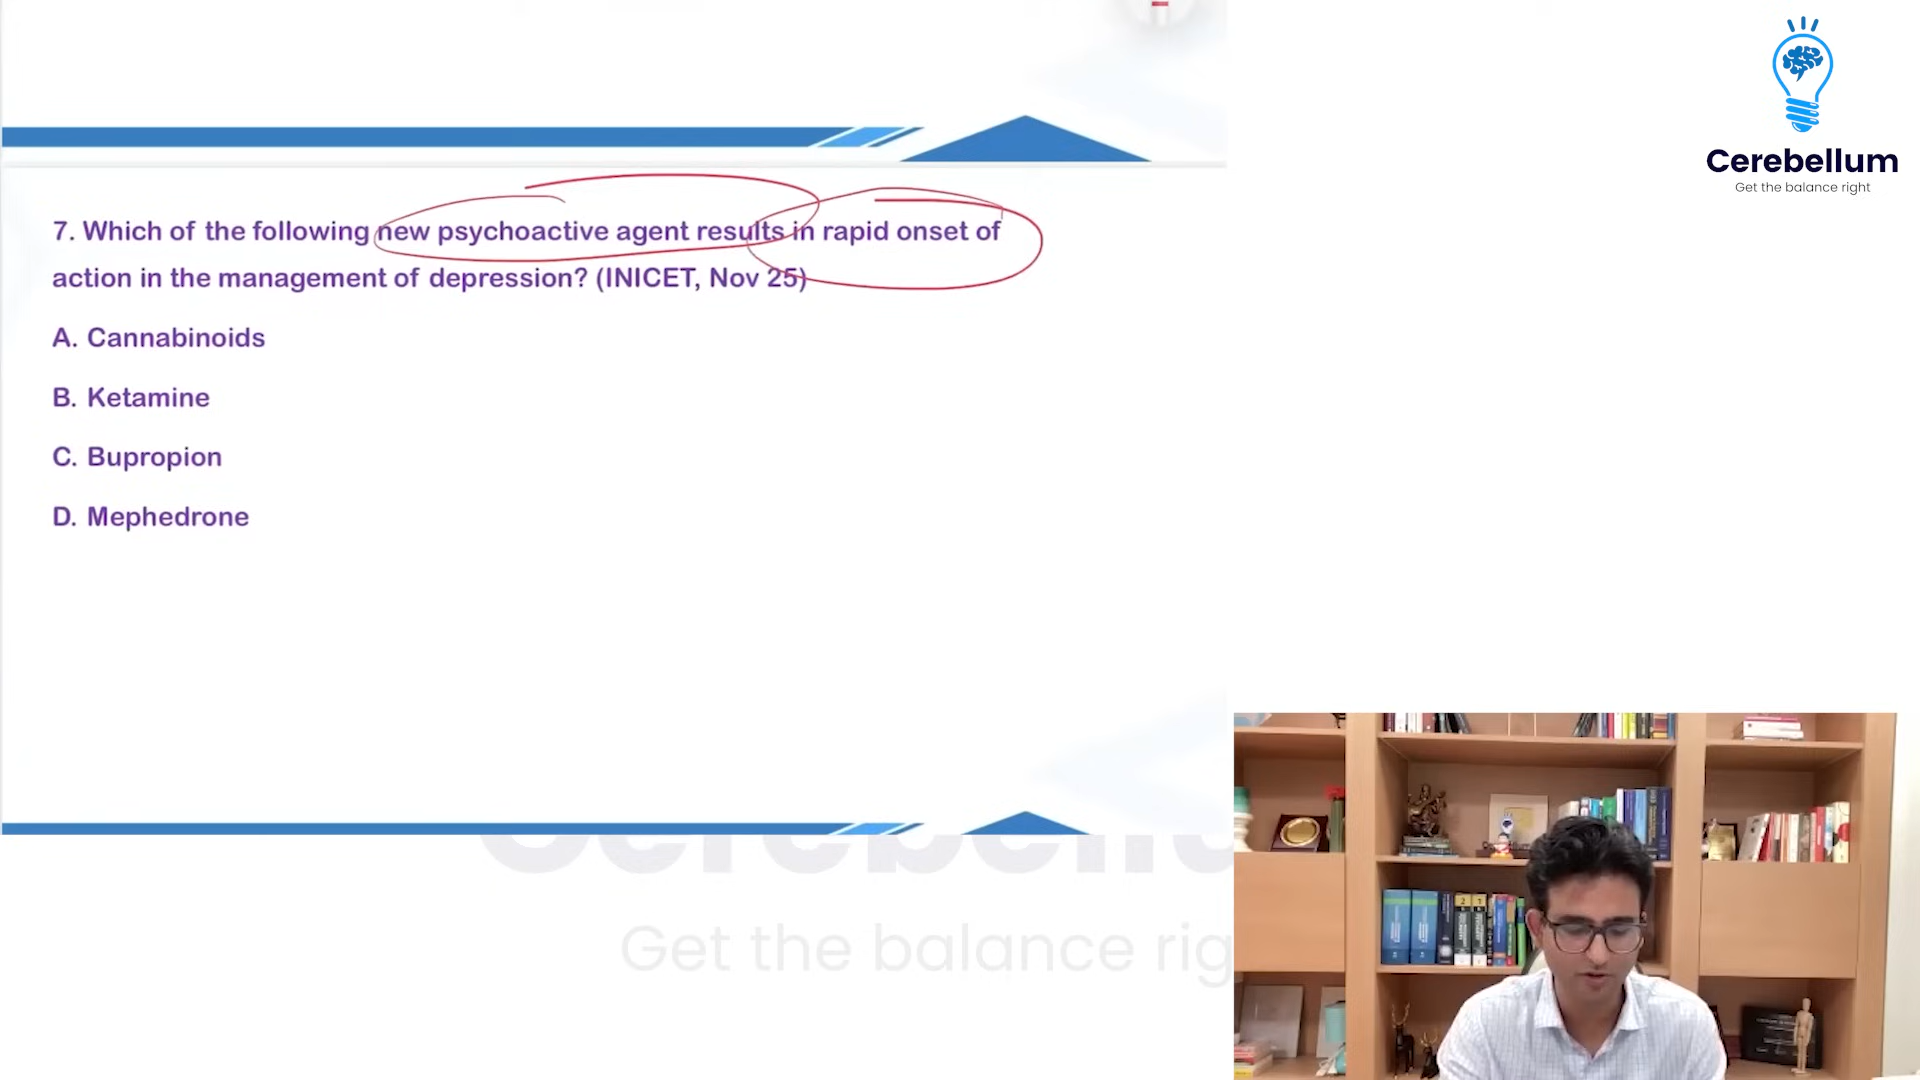 Cerebellum
Get the balance right
7. Which of the following new psychoactive agent results in rapid onset of
action in the management of depression? (INICET, Nov 25)
A. Cannabinoids
B. Ketamine
C. Bupropion
D. Mephedrone
Get the balance rig